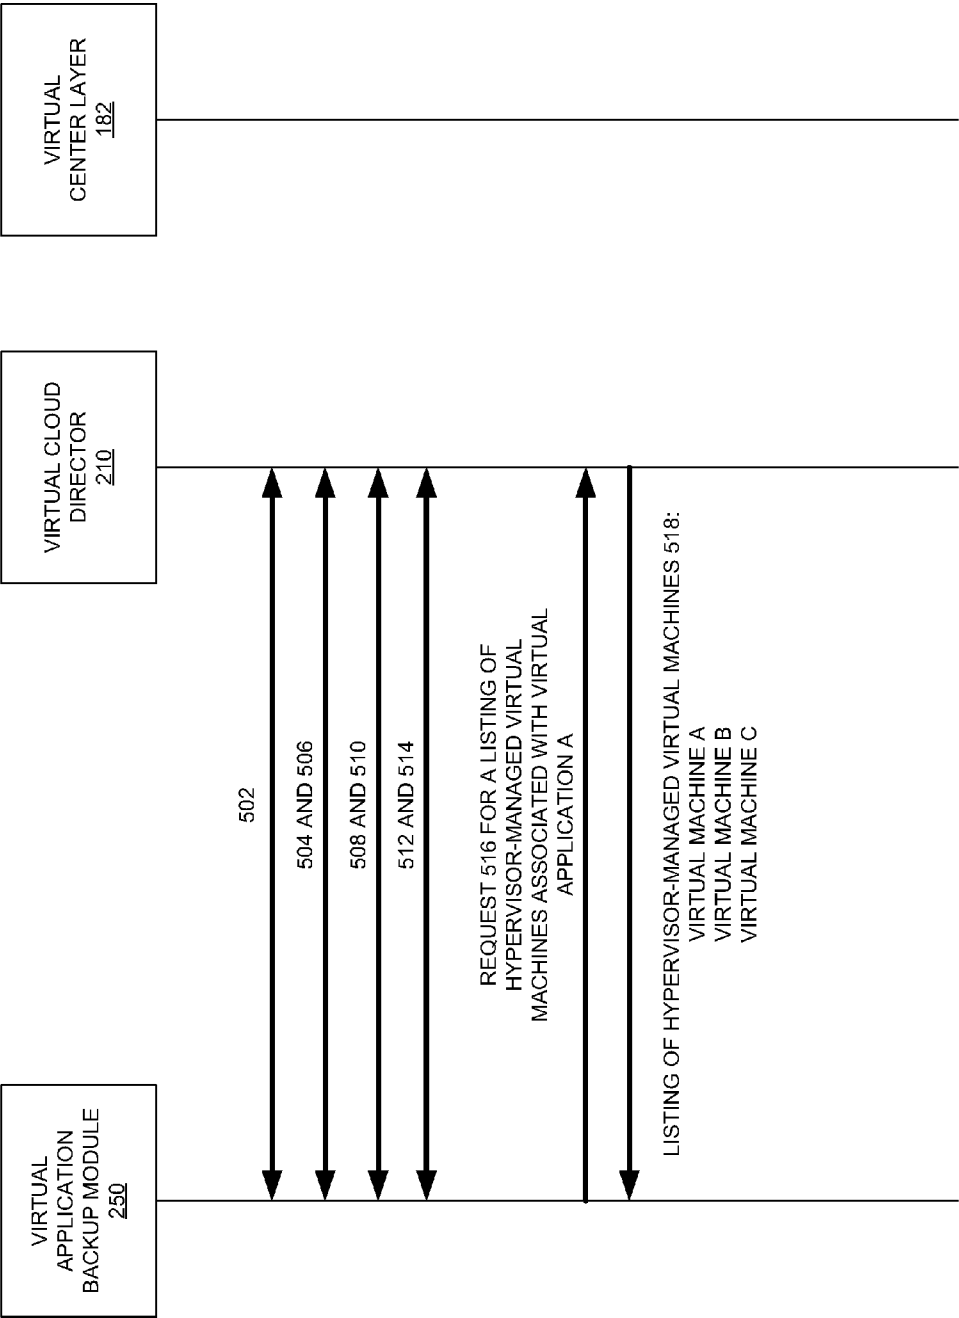 VIRTUAL
APPLICATION
BACKUP MODULE
250
VIRTUAL CLOUD
DIRECTOR
210
VIRTUAL
CENTER LAYER
182
502
504 AND 506
508 AND 510
512 AND 514
REQUEST 516 FOR A LISTING OF
HYPERVISOR-MANAGED VIRTUAL
MACHINES ASSOCIATED WITH VIRTUAL
APPLICATION A
LISTING OF HYPERVISOR-MANAGED VIRTUAL MACHINES 518:
VIRTUAL MACHINE A
VIRTUAL MACHINE B
VIRTUAL MACHINE C